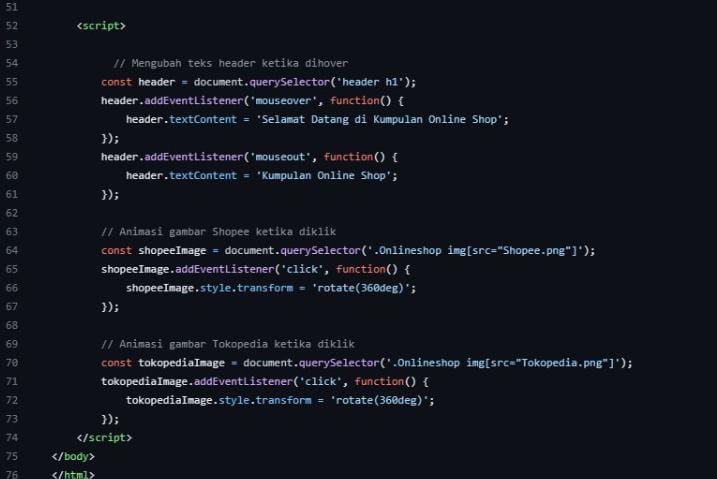 51
52 <script>
53
54 // Mengubah teks header ketika dihover
55 const header = document.querySelector('header h1');
56 header.addEventListener('mouseover', function() {
57 header.textContent = 'Selamat Datang di Kumpulan Online Shop';
58 });
59 header.addEventListener('mouseout', function() {
60 header.textContent = 'Kumpulan Online Shop';
61 });
62
63 // Animasi gambar Shopee ketika diklik
64 const shopeeImage = document.querySelector('.Onlineshop img[src="Shopee.png"]');
65 shopeeImage.addEventListener('click', function() {
66 shopeeImage.style.transform = 'rotate(360deg)';
67 });
68
69 // Animasi gambar Tokopedia ketika diklik
70 const tokopediaImage = document.querySelector('.Onlineshop img[src="Tokopedia.png"]');
71 tokopediaImage.addEventListener('click', function() {
72 tokopediaImage.style.transform = 'rotate(360deg)';
73 });
74 </script>
75 </body>
76 </html>